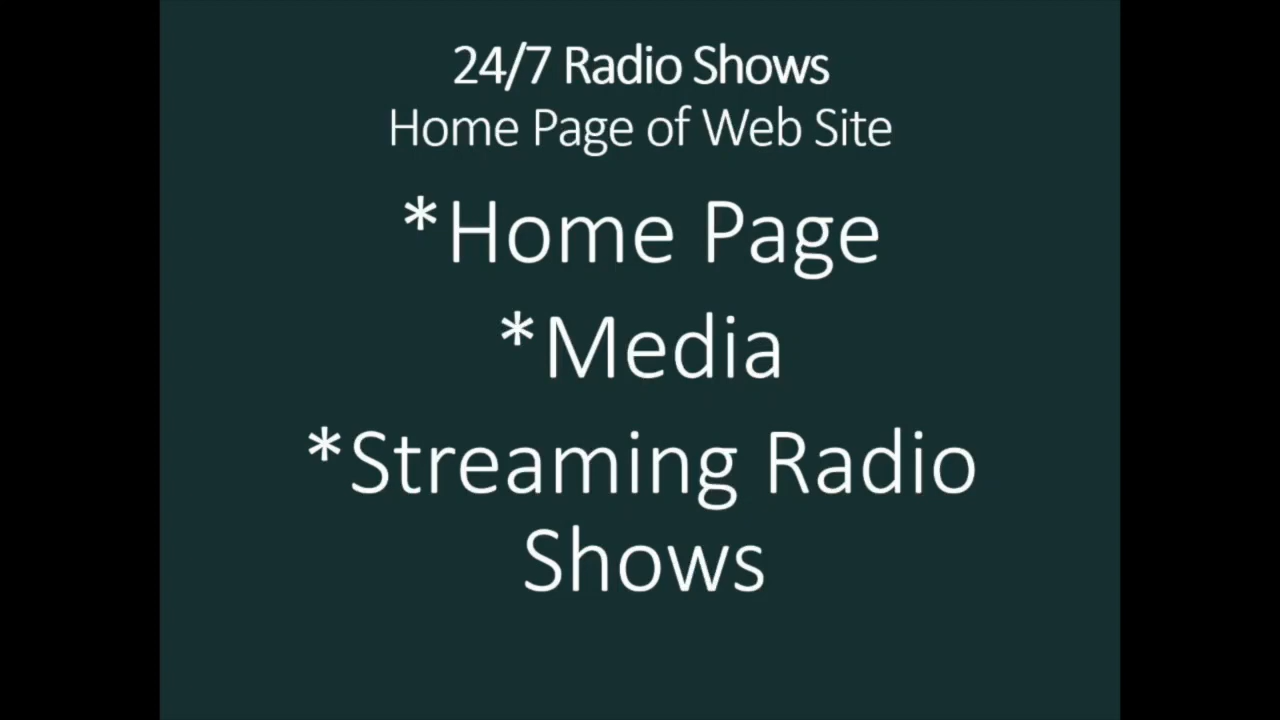 24/7 Radio Shows
Home Page of Web Site
*Home Page
*Media
*Streaming Radio
Shows